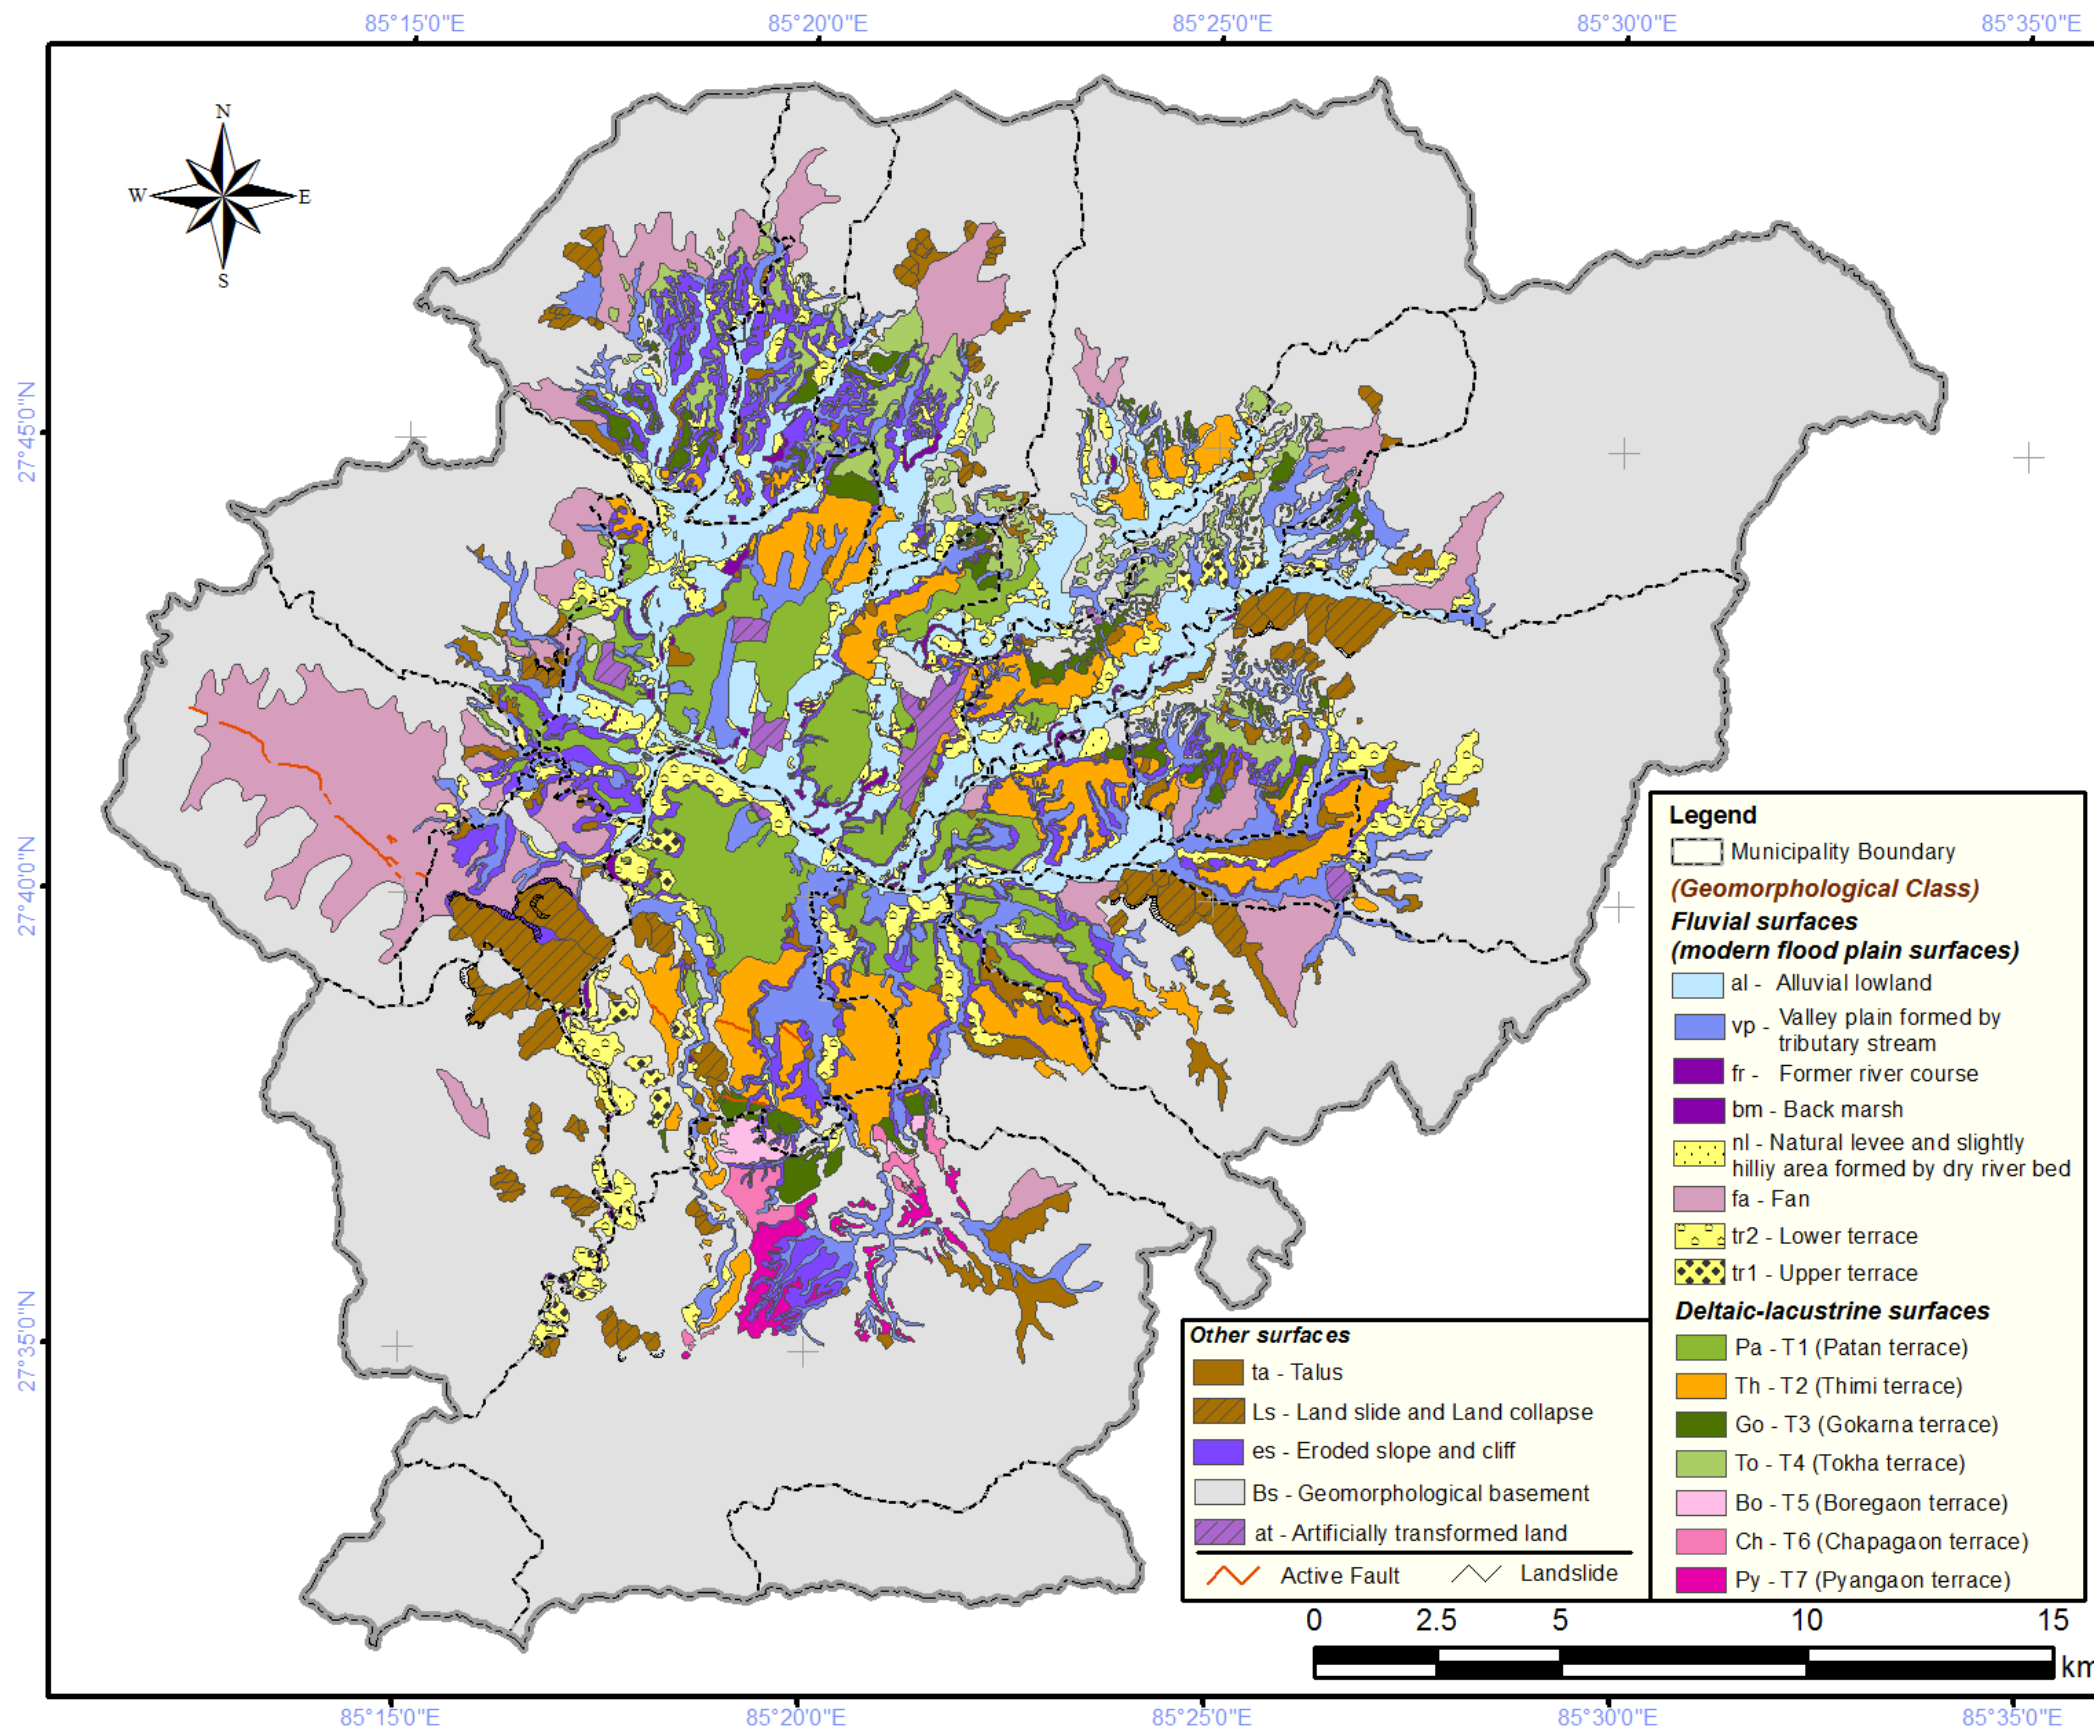 85°15'0"E 85°20'0"E 85°25'0"E 85°30'0"E 85°35'0"E
N
W E
S
27°45'0"N
27°40'0"N
27°35'0"N
Legend
Municipality Boundary
(Geomorphological Class)
Fluvial surfaces
(modern flood plain surfaces)
al - Alluvial lowland
vp - Valley plain formed by
tributary stream
fr - Former river course
bm - Back marsh
nl - Natural levee and slightly
hilliy area formed by dry river bed
fa - Fan
tr2 - Lower terrace
tr1 - Upper terrace
Deltaic-lacustrine surfaces
Pa - T1 (Patan terrace)
Th - T2 (Thimi terrace)
Go - T3 (Gokarna terrace)
To - T4 (Tokha terrace)
Bo - T5 (Boregaon terrace)
Ch - T6 (Chapagaon terrace)
Py - T7 (Pyangaon terrace)
Other surfaces
ta - Talus
Ls - Land slide and Land collapse
es - Eroded slope and cliff
Bs - Geomorphological basement
at - Artificially transformed land
Active Fault Landslide
0 2.5 5 10 15
km
85°15'0"E 85°20'0"E 85°25'0"E 85°30'0"E 85°35'0"E